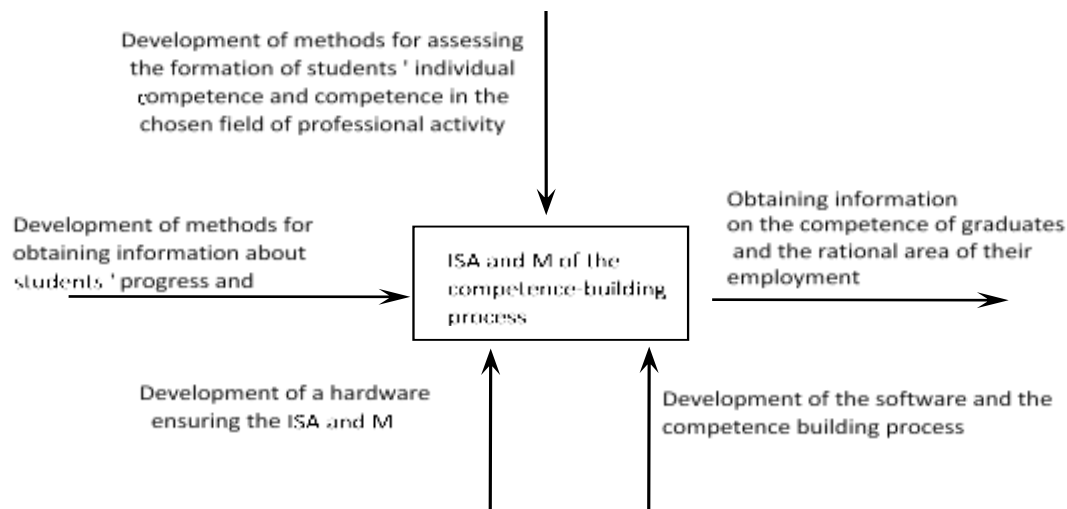 Development of methods for assessing
the formation of students ' individual
competence and competence in the
chosen field of professional activity
Development of methods for
obtaining information about
students ' progress and
ISA and M of the
competence-building
process
Obtaining information
on the competence of graduates
and the rational area of their
employment
Development of a hardware
ensuring the ISA and M
Development of the software and the
competence building process